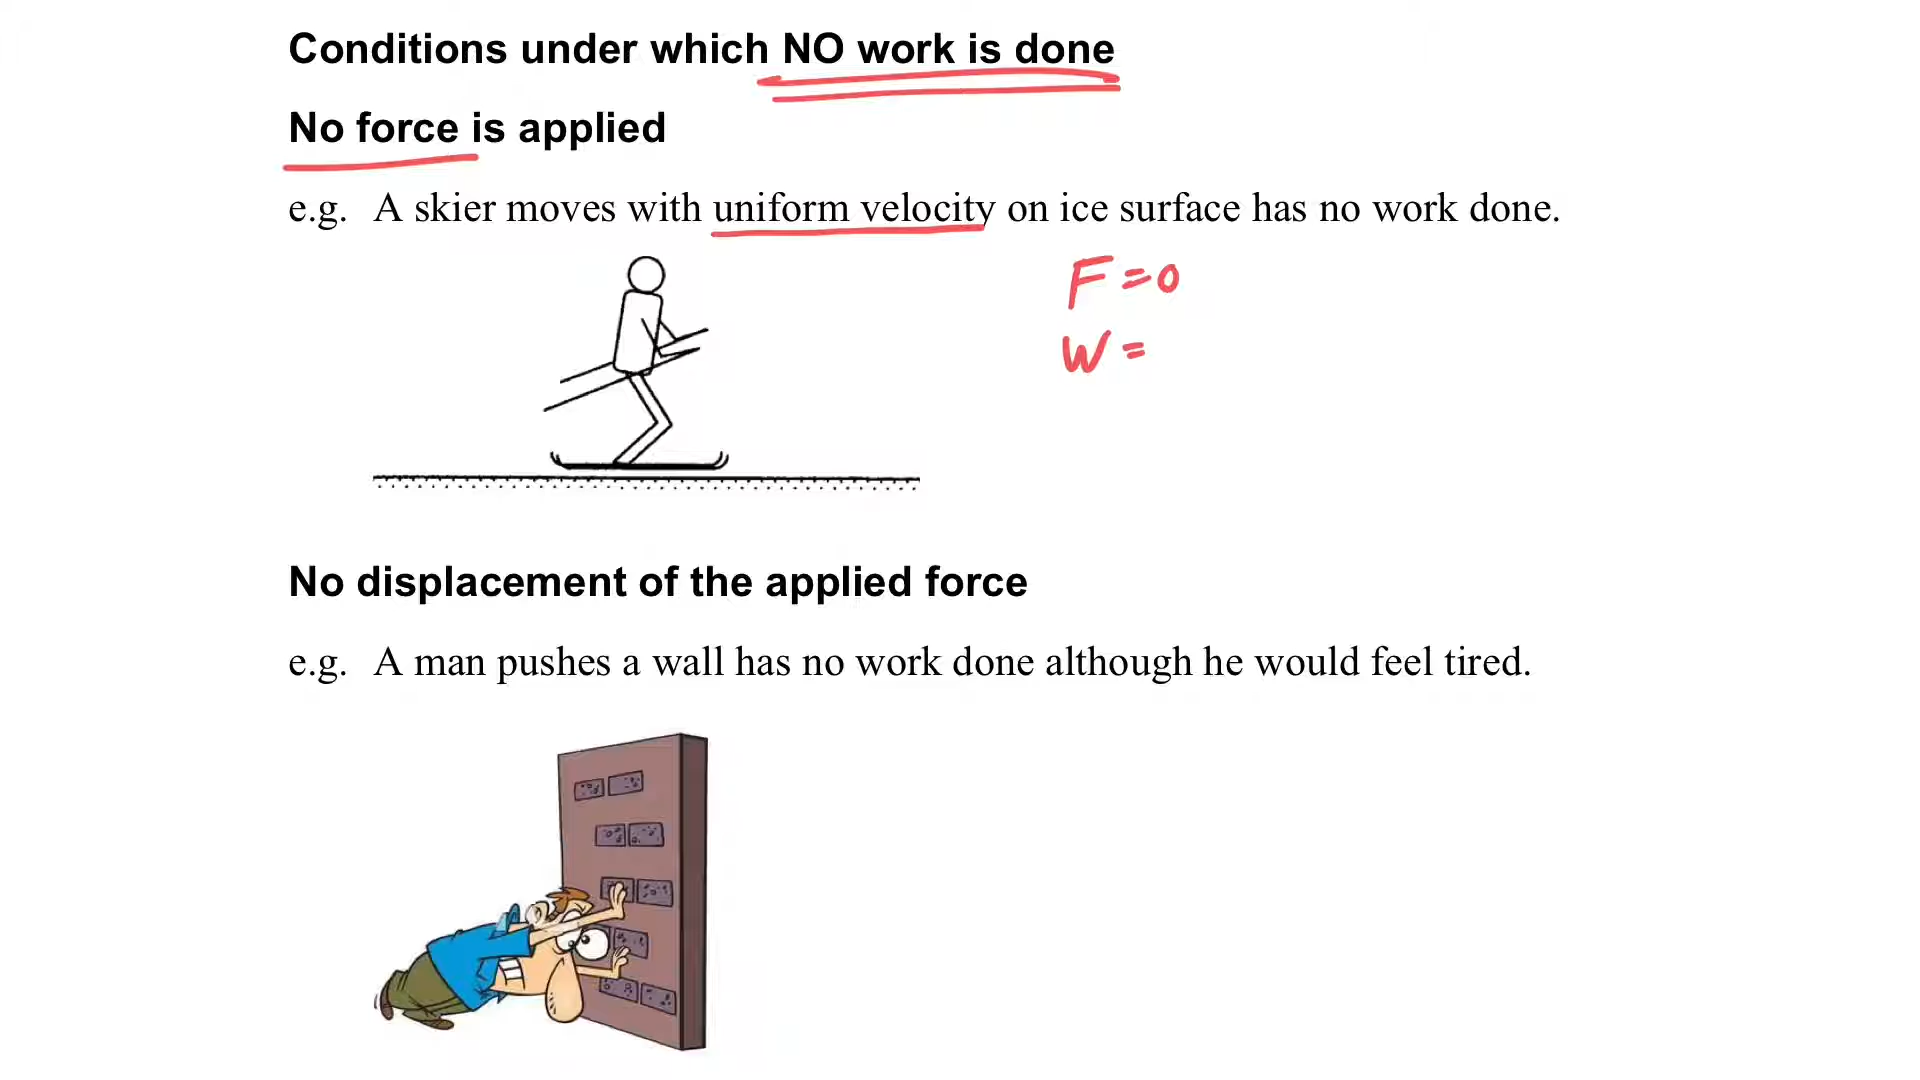 Conditions under which NO work is done
No force is applied
e.g. A skier moves with uniform velocity on ice surface has no work done.
F = 0
W =
No displacement of the applied force
e.g. A man pushes a wall has no work done although he would feel tired.